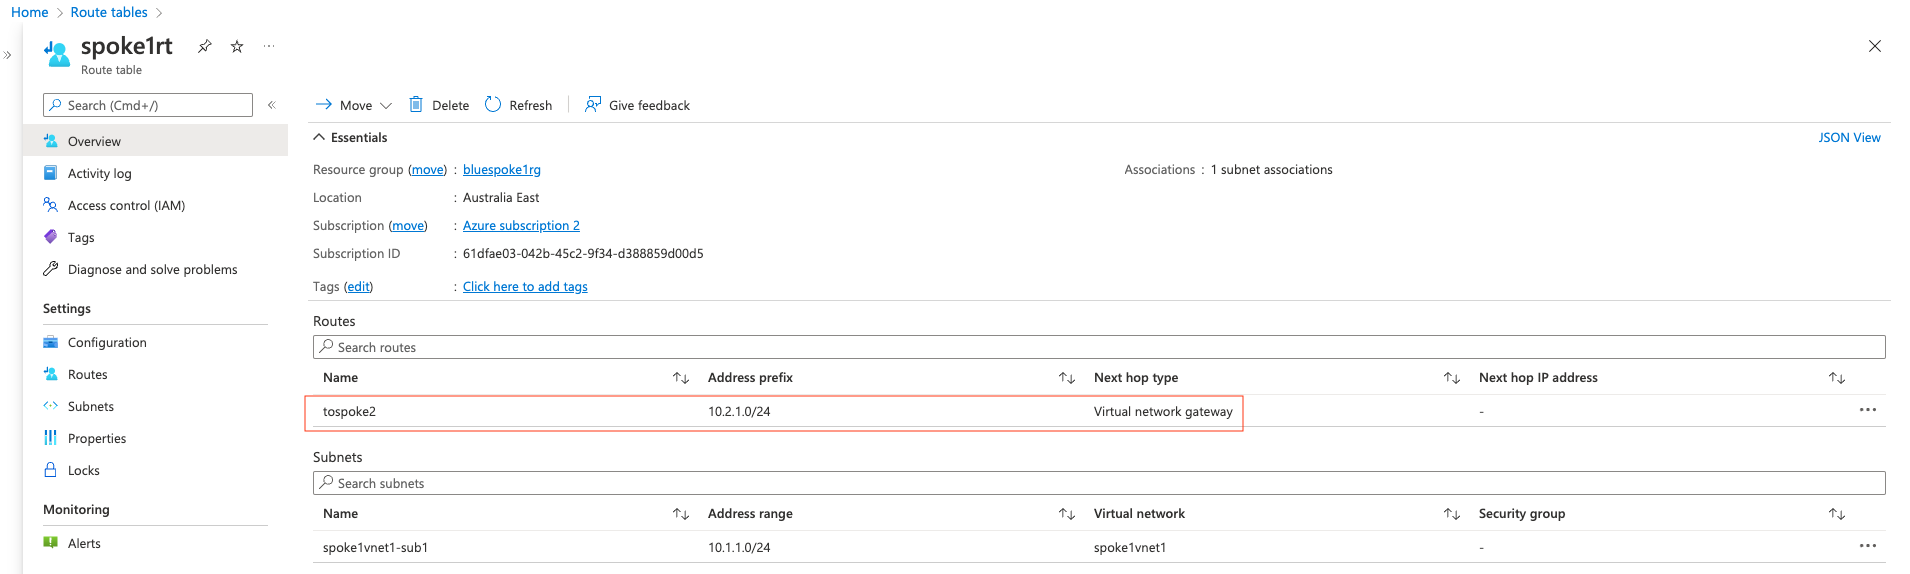 Home > Route tables >
spoke1rt
Route table
Search (Cmd+/)
Overview
Activity log
Access control (IAM)
Tags
Diagnose and solve problems
Settings
Configuration
Routes
Subnets
Properties
Locks
Monitoring
Alerts
Move Delete Refresh Give feedback
Essentials JSON View
Resource group (move) : bluespoke1rg Associations : 1 subnet associations
Location : Australia East
Subscription (move) : Azure subscription 2
Subscription ID : 61dfae03-042b-45c2-9f34-d388859d00d5
Tags (edit) : Click here to add tags
Routes
Search routes
Name Address prefix Next hop type Next hop IP address
tospoke2 10.2.1.0/24 Virtual network gateway -
Subnets
Search subnets
Name Address range Virtual network Security group
spoke1vnet1-sub1 10.1.1.0/24 spoke1vnet1 -